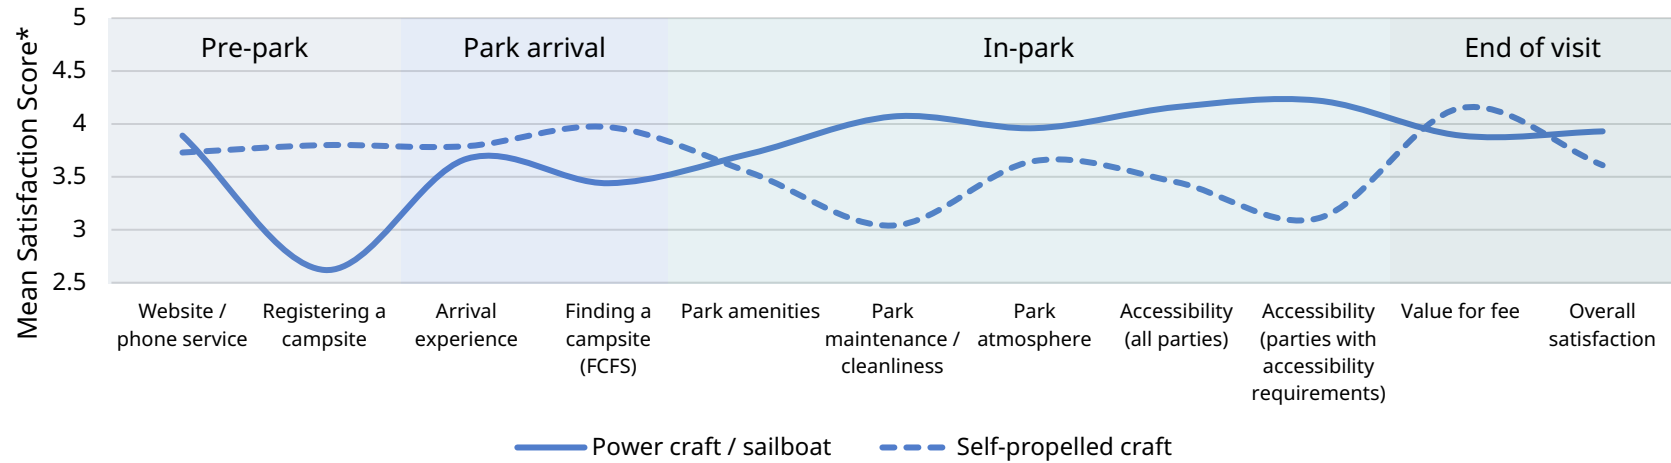 Mean Satisfaction Score*
5
4.5
4
3.5
3
2.5
Pre-park
Park arrival
In-park
End of visit
Website /
phone service
Registering a
campsite
Arrival
experience
Finding a
campsite
(FCFS)
Park amenities
Park
maintenance /
cleanliness
Park
atmosphere
Accessibility
(all parties)
Accessibility
(parties with
accessibility
requirements)
Value for fee
Overall
satisfaction
Power craft / sailboat
Self-propelled craft